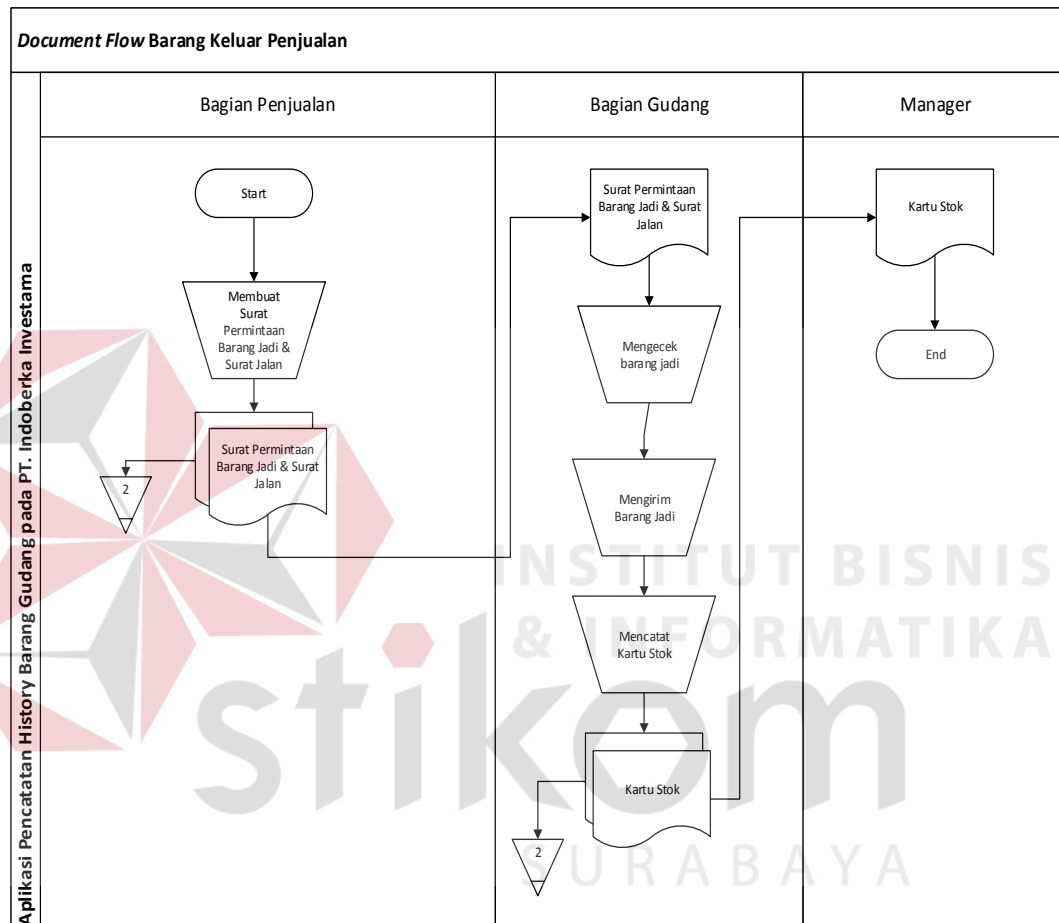 Document Flow Barang Keluar Penjualan
Aplikasi Pencatatan History Barang Gudang pada PT. Indoberka Investama
Bagian Penjualan
Bagian Gudang
Manager
Start
Membuat
Surat
Permintaan
Barang Jadi &
Surat Jalan
Surat Permintaan
Barang Jadi & Surat
Jalan
2
Surat Permintaan
Barang Jadi & Surat
Jalan
Mengecek
barang jadi
Mengirim
Barang Jadi
Mencatat
Kartu Stok
Kartu Stok
2
Kartu Stok
End
INSTITUT BISNIS
& INFORMATIKA
stikom
SURABAYA